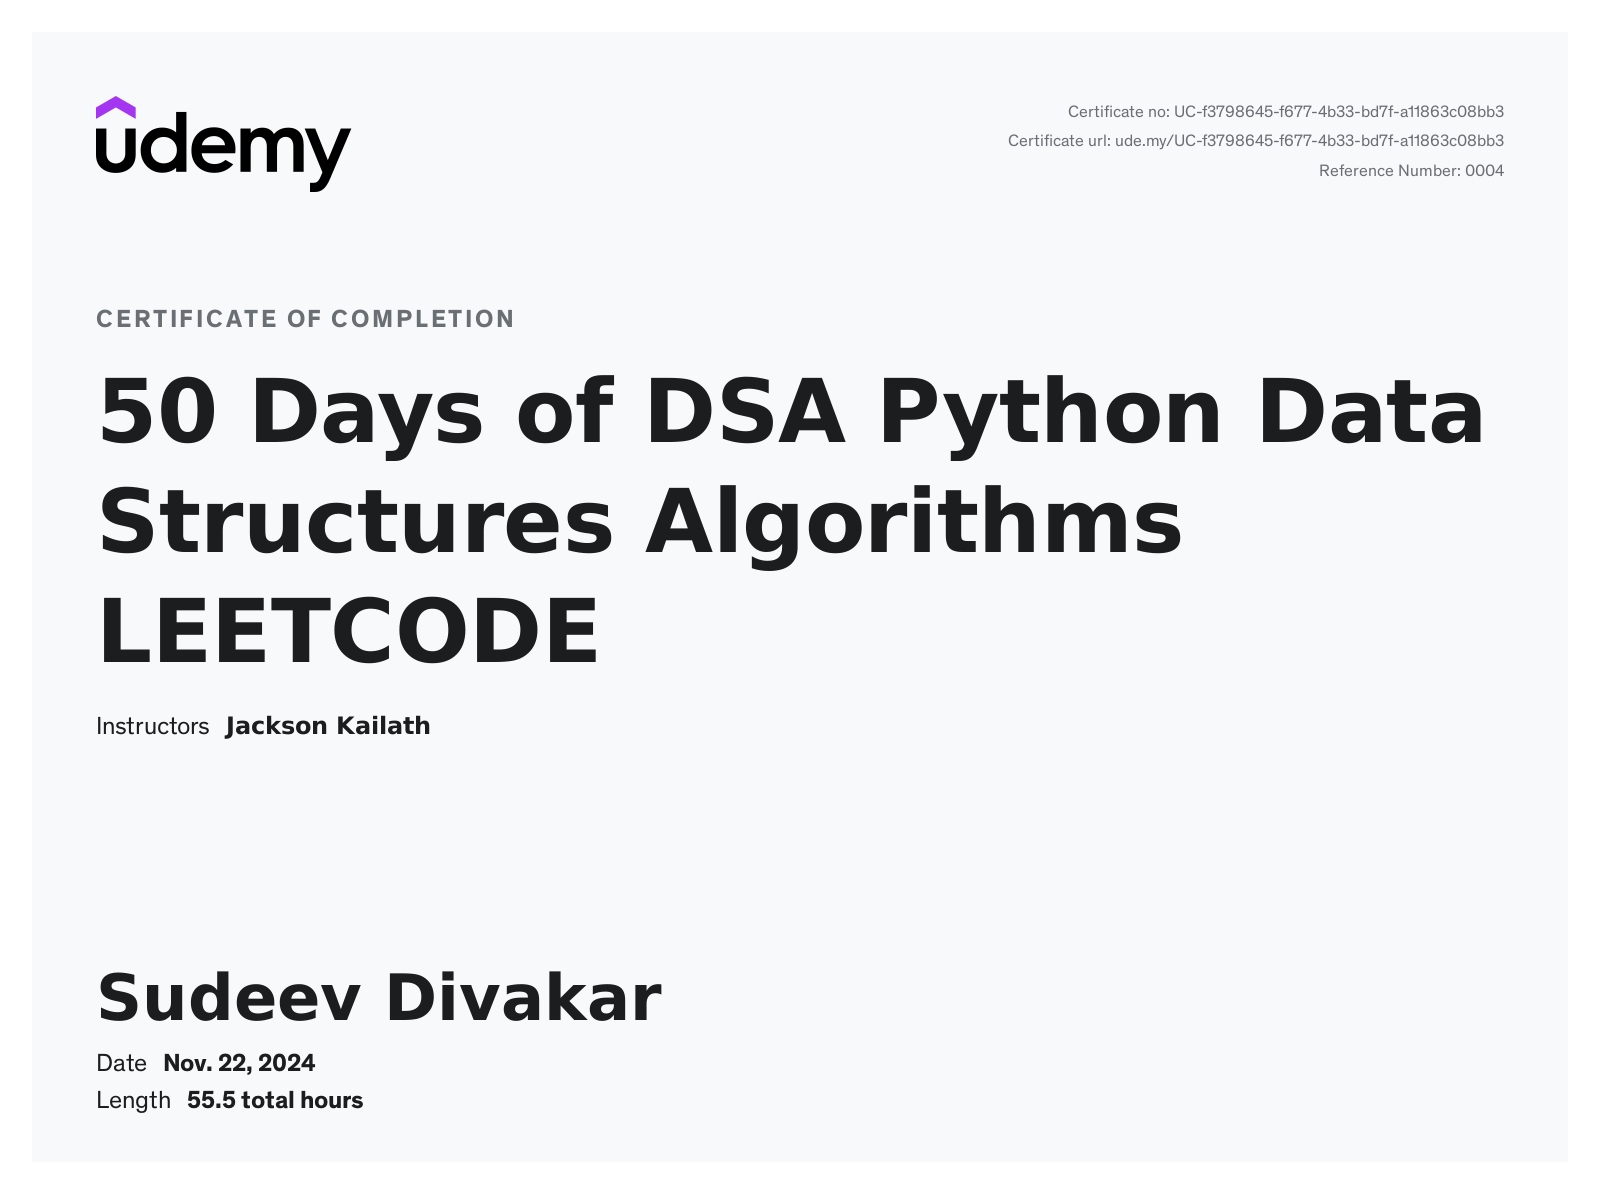 udemy
Certificate no: UC-f3798645-f677-4b33-bd7f-a11863c08bb3
Certificate url: ude.my/UC-f3798645-f677-4b33-bd7f-a11863c08bb3
Reference Number: 0004
CERTIFICATE OF COMPLETION
50 Days of DSA Python Data
Structures Algorithms
LEETCODE
Instructors Jackson Kailath
Sudeev Divakar
Date Nov. 22, 2024
Length 55.5 total hours